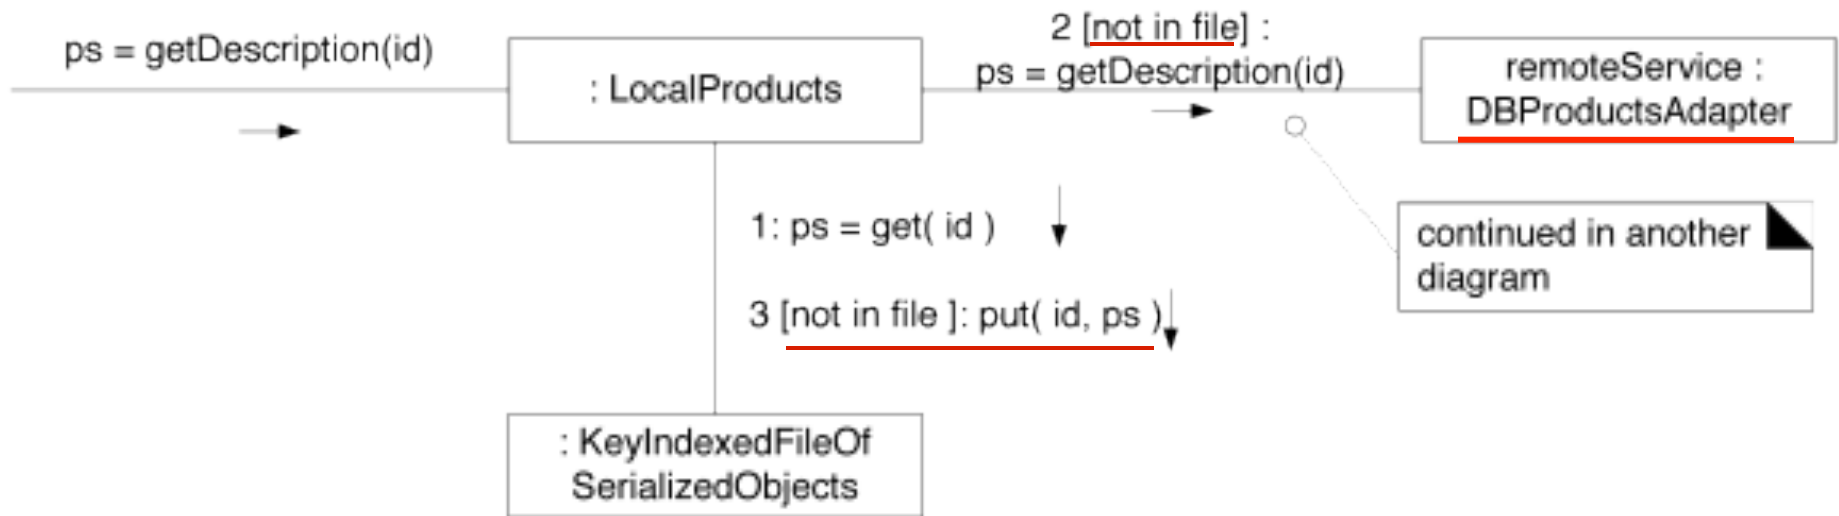 ps = getDescription(id)
: LocalProducts
2 [not in file] :
ps = getDescription(id)
remoteService :
DBProductsAdapter
1: ps = get( id )
continued in another
diagram
3 [not in file ]: put( id, ps )
: KeyIndexedFileOf
SerializedObjects